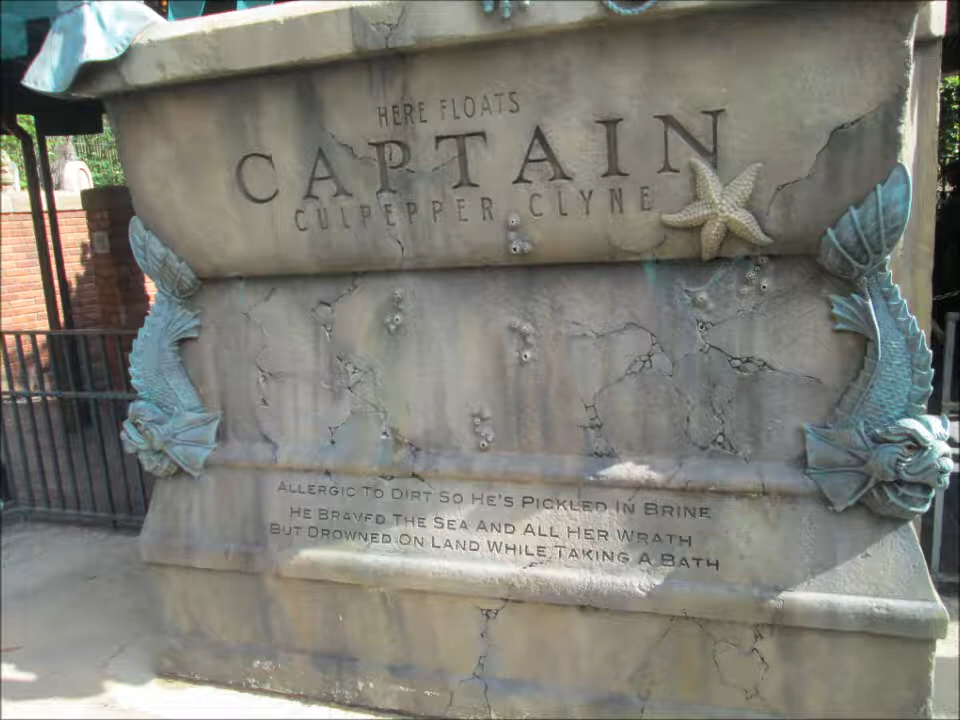 HERE FLOATS
CAPTAIN
CULPEPPER CLYNE
ALLERGIC TO DIRT SO HE'S PICKLED IN BRINE
HE BRAVED THE SEA AND ALL HER WRATH
BUT DROWNED ON LAND WHILE TAKING A BATH